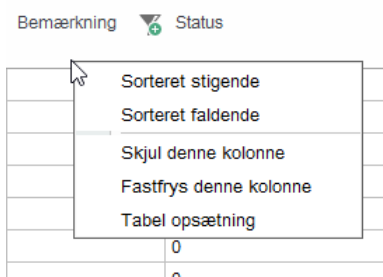 Bemærkning Status
Sorteret stigende
Sorteret faldende
Skjul denne kolonne
Fastfrys denne kolonne
Tabel opsætning
0